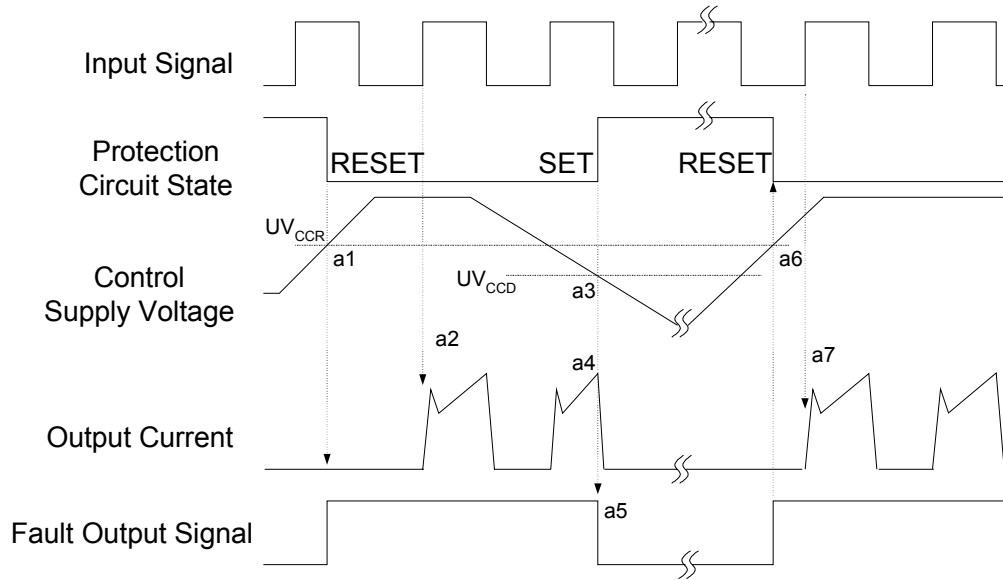 Input Signal
Protection
Circuit State
RESET
SET
RESET
UVCCR
a1
a6
UVCCD
a3
Control
Supply Voltage
a2
a4
a7
Output Current
a5
Fault Output Signal